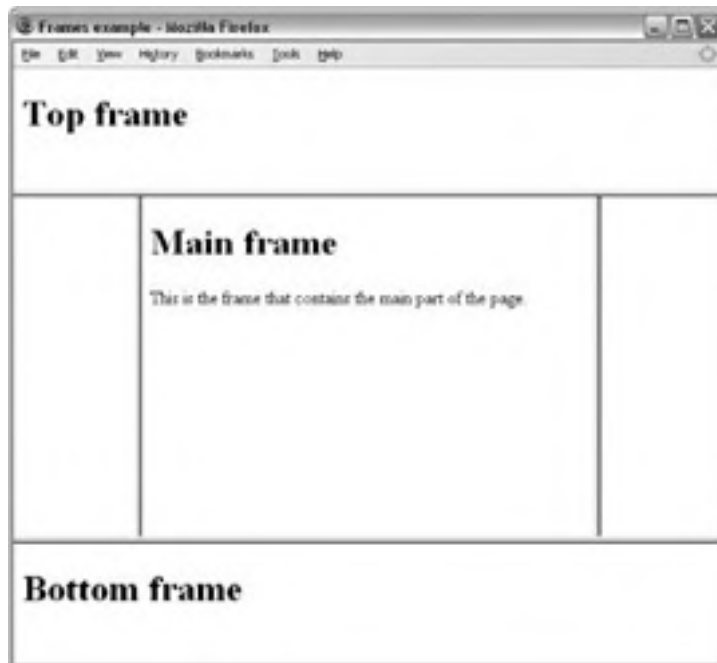 Frames example - Mozilla Firefox
File Edit View History Bookmarks Tools Help
Top frame
Main frame
This is the frame that contains the main part of the page.
Bottom frame